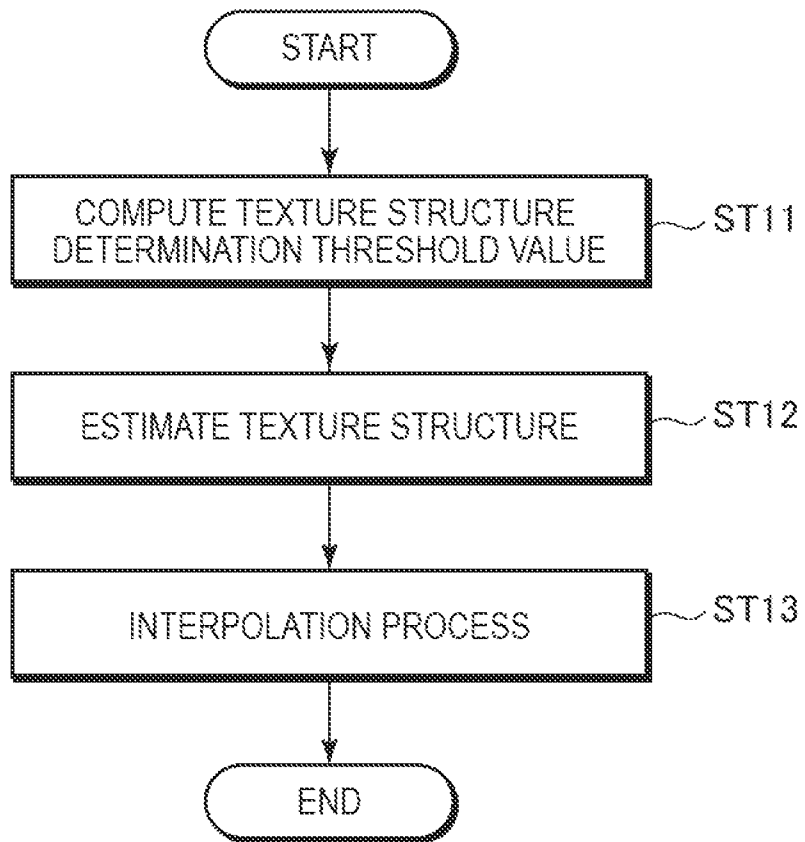 START
COMPUTE TEXTURE STRUCTURE
DETERMINATION THRESHOLD VALUE
ST11
ESTIMATE TEXTURE STRUCTURE
ST12
INTERPOLATION PROCESS
ST13
END